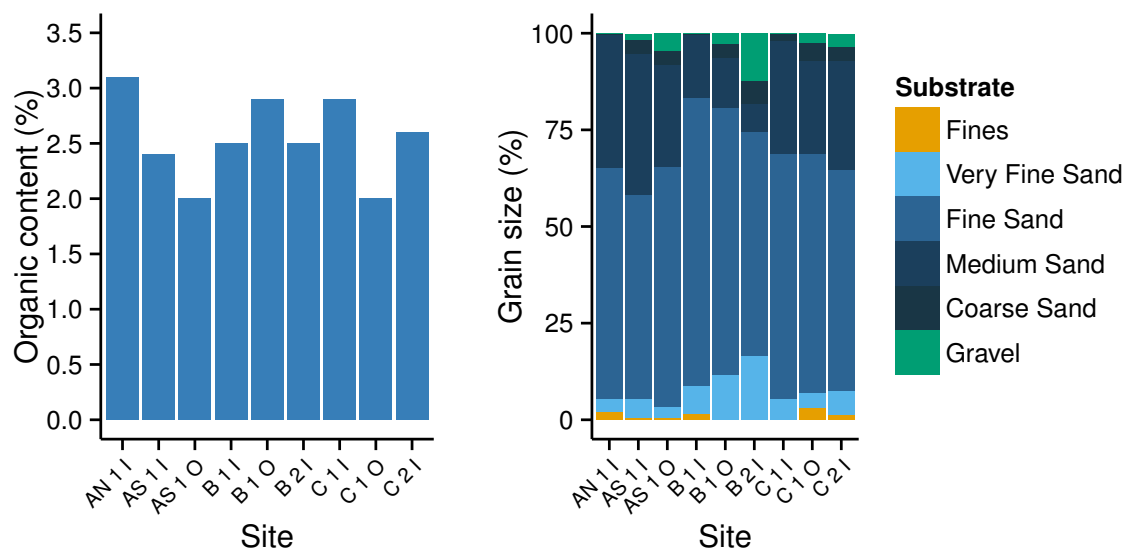 Organic content (%)
3.5
3.0
2.5
2.0
1.5
1.0
0.5
0.0
AN 1 I
AS 1 I
AS 1 O
B 1 I
B 1 O
B 2 I
C 1 I
C 1 O
C 2 I
Site
Grain size (%)
100
75
50
25
0
AN 1 I
AS 1 I
AS 1 O
B 1 I
B 1 O
B 2 I
C 1 I
C 1 O
C 2 I
Site
Substrate
Fines
Very Fine Sand
Fine Sand
Medium Sand
Coarse Sand
Gravel